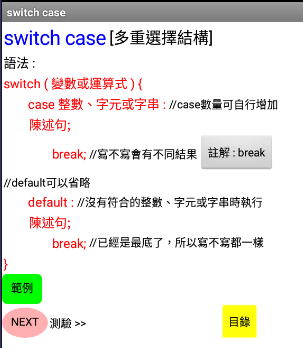 switch case
switch case [多重選擇結構]
語法 :
switch ( 變數或運算式 ) {
case 整數、字元或字串 : //case數量可自行增加
陳述句;
break; //寫不寫會有不同結果 註解 : break
//default可以省略
default : //沒有符合的整數、字元或字串時執行
陳述句;
break; //已經是最底了，所以寫不寫都一樣
}
範例
NEXT 測驗 >> 目錄